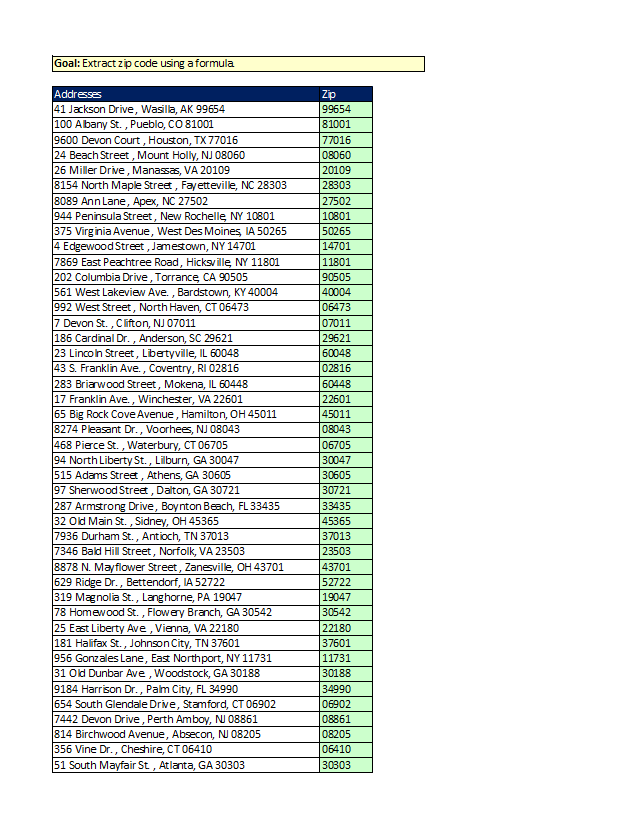 Goal: Extract zip code using a formula.
Addresses Zip
41 Jackson Drive , Wasilla, AK 99654 99654
100 Albany St. , Pueblo, CO 81001 81001
9600 Devon Court , Houston, TX 77016 77016
24 Beach Street , Mount Holly, NJ 08060 08060
26 Miller Drive , Manassas, VA 20109 20109
8154 North Maple Street , Fayetteville, NC 28303 28303
8089 Ann Lane , Apex, NC 27502 27502
944 Peninsula Street , New Rochelle, NY 10801 10801
375 Virginia Avenue , West Des Moines, IA 50265 50265
4 Edgewood Street , Jamestown, NY 14701 14701
7869 East Peachtree Road , Hicksville, NY 11801 11801
202 Columbia Drive , Torrance, CA 90505 90505
561 West Lakeview Ave. , Bardstown, KY 40004 40004
992 West Street , North Haven, CT 06473 06473
7 Devon St. , Clifton, NJ 07011 07011
186 Cardinal Dr. , Anderson, SC 29621 29621
23 Lincoln Street , Libertyville, IL 60048 60048
43 S. Franklin Ave. , Coventry, RI 02816 02816
283 Briarwood Street , Mokena, IL 60448 60448
17 Franklin Ave. , Winchester, VA 22601 22601
65 Big Rock Cove Avenue , Hamilton, OH 45011 45011
8274 Pleasant Dr. , Voorhees, NJ 08043 08043
468 Pierce St. , Waterbury, CT 06705 06705
94 North Liberty St. , Lilburn, GA 30047 30047
515 Adams Street , Athens, GA 30605 30605
97 Sherwood Street , Dalton, GA 30721 30721
287 Armstrong Drive , Boynton Beach, FL 33435 33435
32 Old Main St. , Sidney, OH 45365 45365
7936 Durham St. , Antioch, TN 37013 37013
7346 Bald Hill Street , Norfolk, VA 23503 23503
8878 N. Mayflower Street , Zanesville, OH 43701 43701
629 Ridge Dr. , Bettendorf, IA 52722 52722
319 Magnolia St. , Langhorne, PA 19047 19047
78 Homewood St. , Flowery Branch, GA 30542 30542
25 East Liberty Ave. , Vienna, VA 22180 22180
181 Halifax St. , Johnson City, TN 37601 37601
956 Gonzales Lane , East Northport, NY 11731 11731
31 Old Dunbar Ave. , Woodstock, GA 30188 30188
9184 Harrison Dr. , Palm City, FL 34990 34990
654 South Glendale Drive , Stamford, CT 06902 06902
7442 Devon Drive , Perth Amboy, NJ 08861 08861
814 Birchwood Avenue , Absecon, NJ 08205 08205
356 Vine Dr. , Cheshire, CT 06410 06410
51 South Mayfair St. , Atlanta, GA 30303 30303